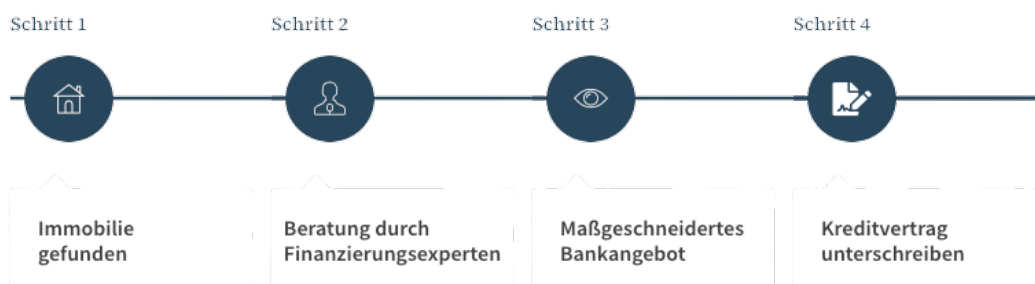 Schritt 1
Schritt 2
Schritt 3
Schritt 4
Immobilie
gefunden
Beratung durch
Finanzierungsexperten
Maßgeschneidertes
Bankangebot
Kreditvertrag
unterschreiben